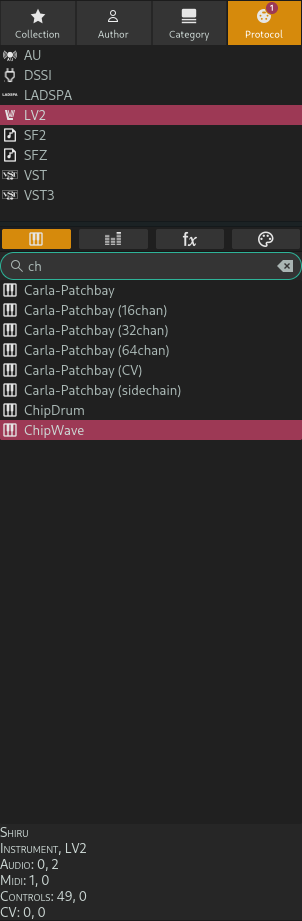 1
Collection Author Category Protocol
AU
DSSI
LADSPA LADSPA
LV2
SF2
SFZ
VST
VST3
fx
ch
Carla-Patchbay
Carla-Patchbay (16chan)
Carla-Patchbay (32chan)
Carla-Patchbay (64chan)
Carla-Patchbay (CV)
Carla-Patchbay (sidechain)
ChipDrum
ChipWave
Shiru
Instrument, LV2
Audio: 0, 2
Midi: 1, 0
Controls: 49, 0
CV: 0, 0